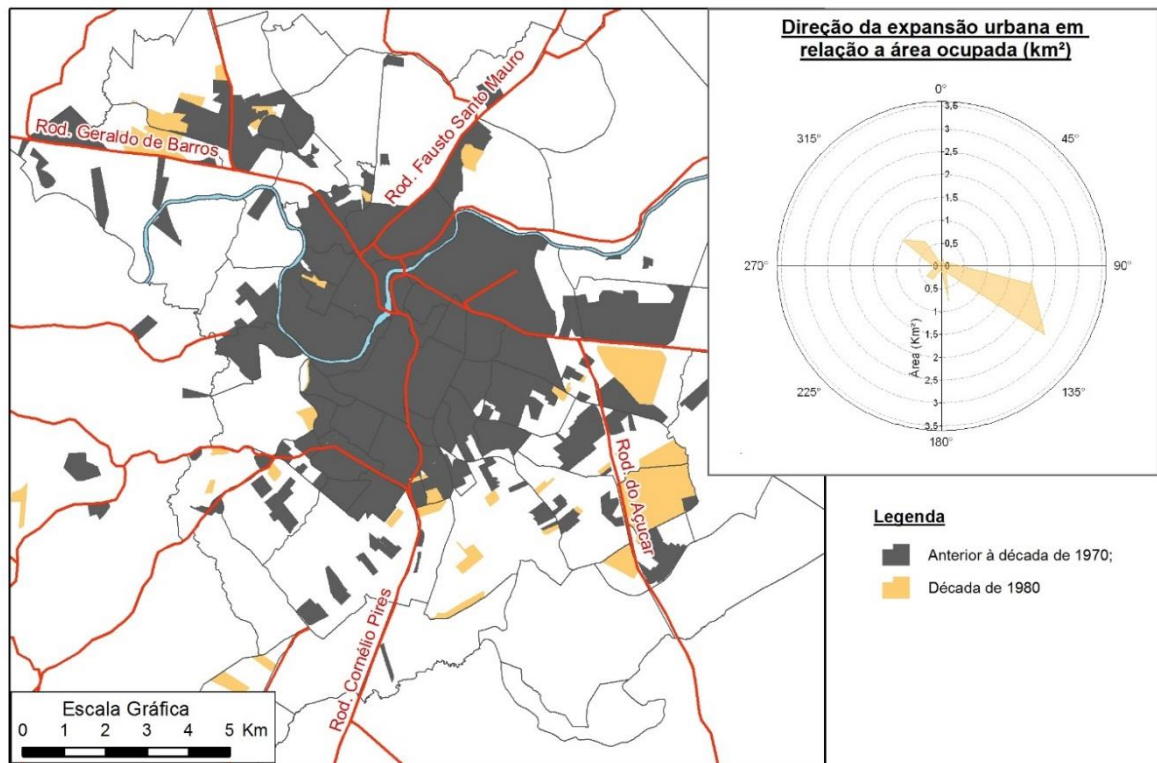 Direção da expansão urbana em
relação a área ocupada (km²)
0°
3,5
3
2,5
2
1,5
1
0,5
0 0
0,5
1
1,5
2
2,5
3
3,5
Área (Km²)
45°
90°
135°
180°
225°
270°
315°
Rod. Geraldo de Barros
Rod. Fausto Santo Mauro
Rod. do Açucar
Rod. Cornélio Pires
Legenda
Anterior à década de 1970;
Década de 1980
Escala Gráfica
0 1 2 3 4 5 Km